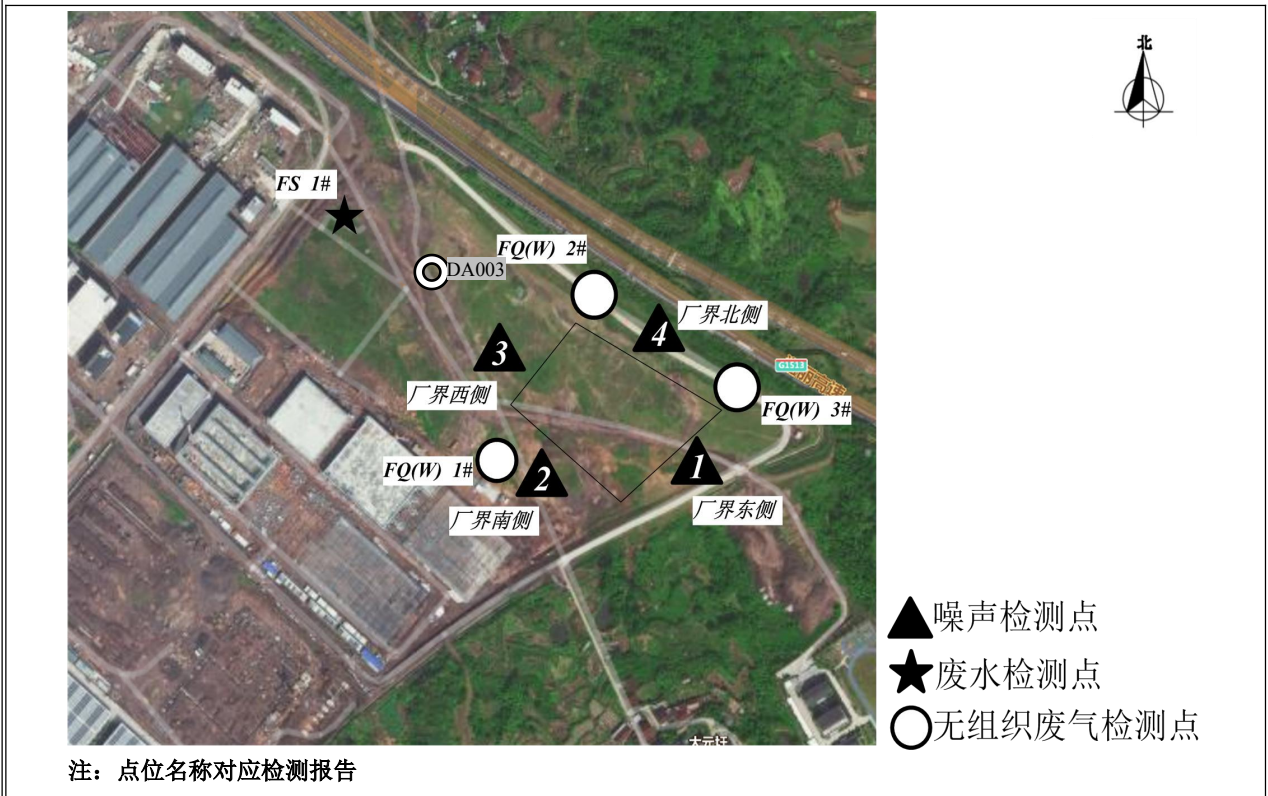 北
FS 1#
FQ(W) 2#
DA003
厂界北侧
4
3
G1513
厂界西侧
FQ(W) 3#
FQ(W) 1#
2
1
厂界南侧
厂界东侧
噪声检测点
废水检测点
无组织废气检测点
大元圩
注：点位名称对应检测报告